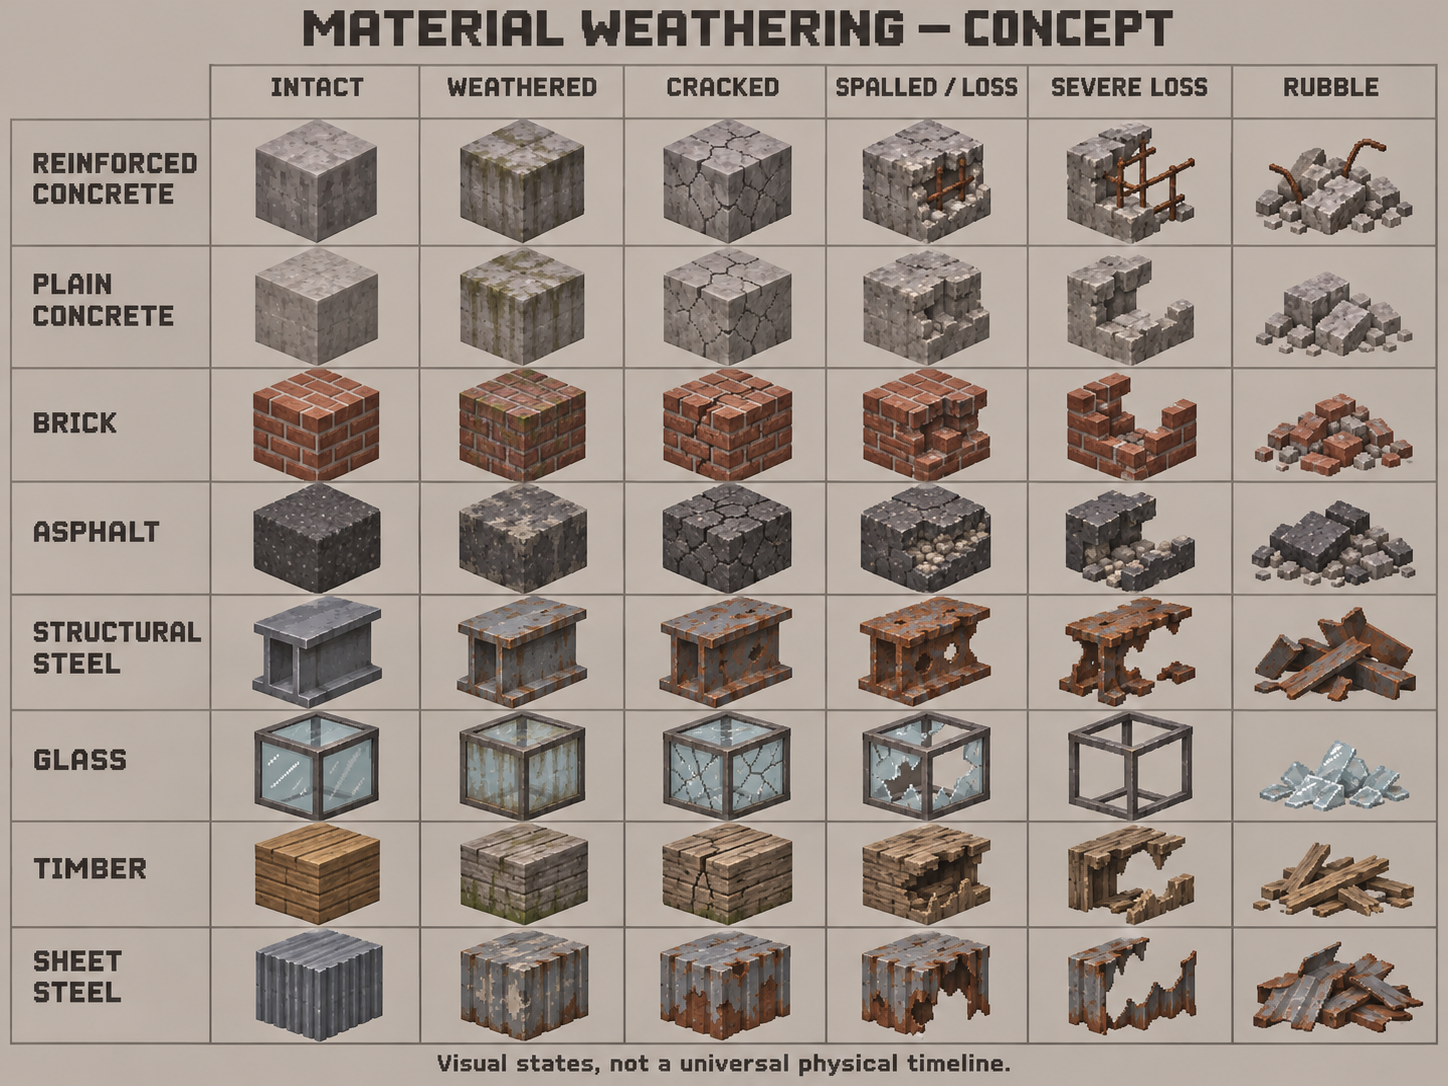 MATERIAL WEATHERING – CONCEPT
INTACT
WEATHERED
CRACKED
SPALLED / LOSS
SEVERE LOSS
RUBBLE
REINFORCED
CONCRETE
PLAIN
CONCRETE
BRICK
ASPHALT
STRUCTURAL
STEEL
GLASS
TIMBER
SHEET
STEEL
Visual states, not a universal physical timeline.